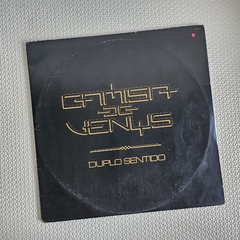 CAMISA
DE
VENUS
DUPLO SENTIDO